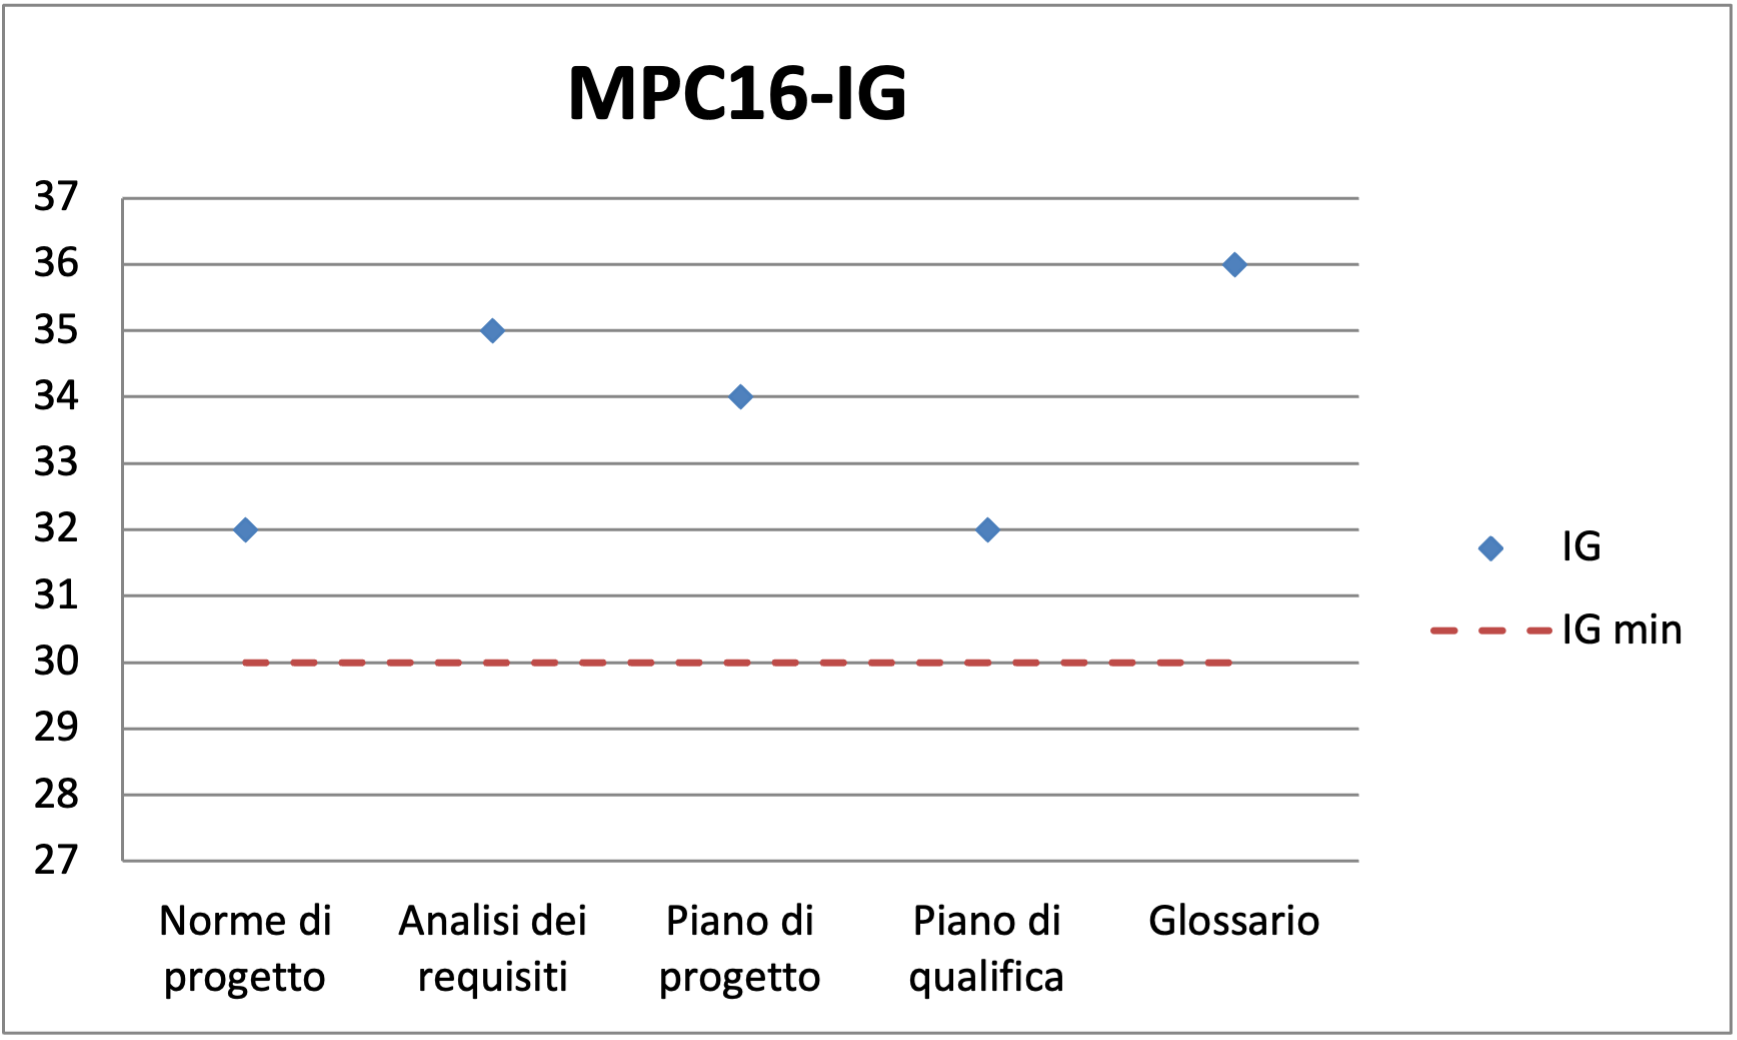 MPC16-IG
37
36
35
34
33
32
31
30
29
28
27
IG
IG min
Norme di
progetto
Analisi dei
requisiti
Piano di
progetto
Piano di
qualifica
Glossario